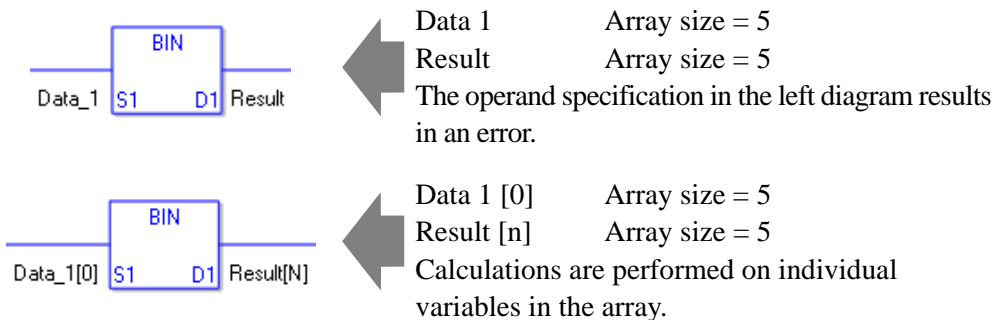 BIN
Data_1 S1 D1 Result
Data 1 Array size = 5
Result Array size = 5
The operand specification in the left diagram results
in an error.
BIN
Data_1[0] S1 D1 Result[N]
Data 1 [0] Array size = 5
Result [n] Array size = 5
Calculations are performed on individual
variables in the array.